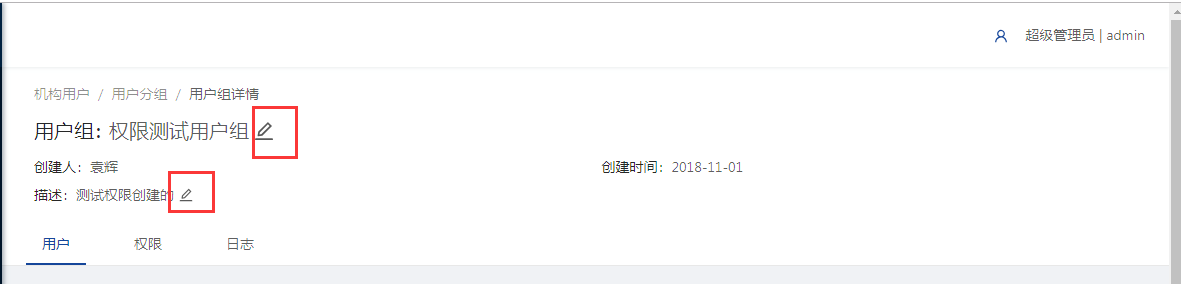 超级管理员 | admin
机构用户 / 用户分组 / 用户组详情
用户组: 权限测试用户组
创建人: 袁辉 创建时间: 2018-11-01
描述: 测试权限创建的
用户 权限 日志